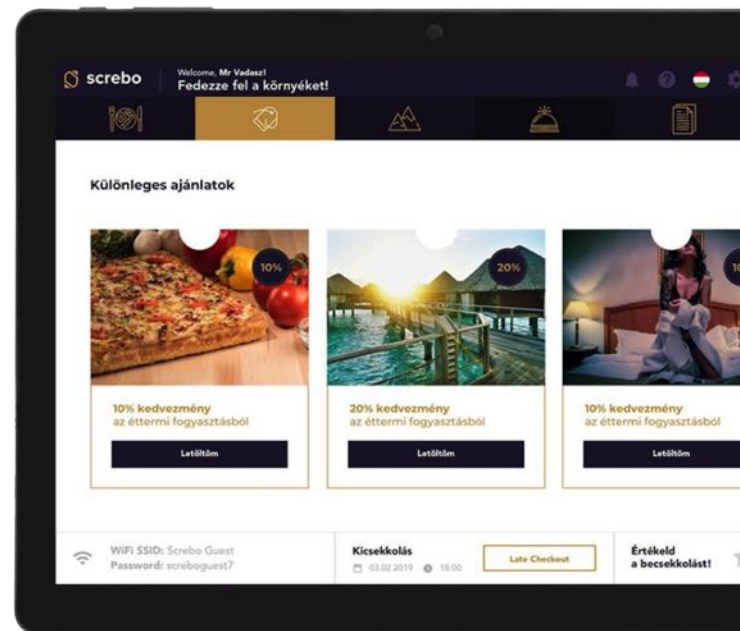 screbo
Welcome, Mr Vadasz!
Fedezze fel a környéket!
Különleges ajánlatok
10%
20%
10% kedvezmény
az éttermi fogyasztásból
Letöltöm
20% kedvezmény
az éttermi fogyasztásból
Letöltöm
10% kedvezmény
az éttermi fogyasztásból
Letöltöm
WiFi SSID: Screbo Guest
Password: screboguest7
Kicsekkolás
03.02.2019 18:00
Late Checkout
Értékeld
a becsekkolást!